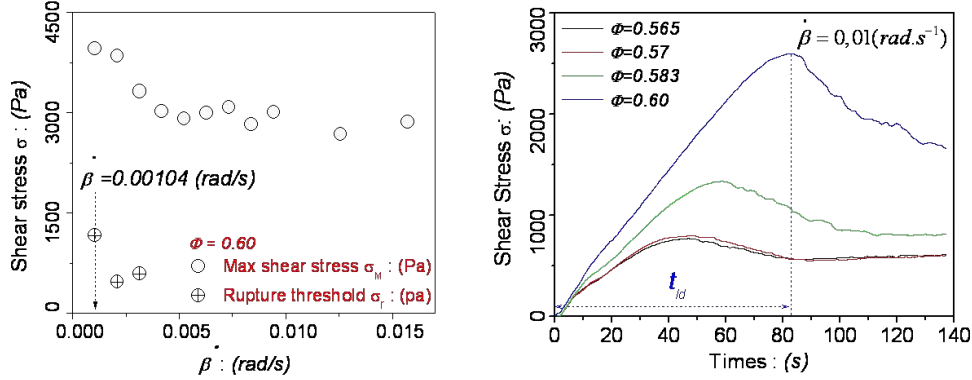 4500
3000
1500
0
Shear stress σ : (Pa)
β̇ =0.00104 (rad/s)
Φ = 0.60
Max shear stress σM : (Pa)
Rupture threshold σr : (pa)
0.000
0.005
0.010
0.015
β̇ : (rad/s)
3000
2000
1000
0
Shear Stress σ: (Pa)
Φ=0.565
Φ=0.57
Φ=0.583
Φ=0.60
β̇ = 0,01(rad.s⁻¹)
tld
0 20 40 60 80 100 120 140
Times : (s)